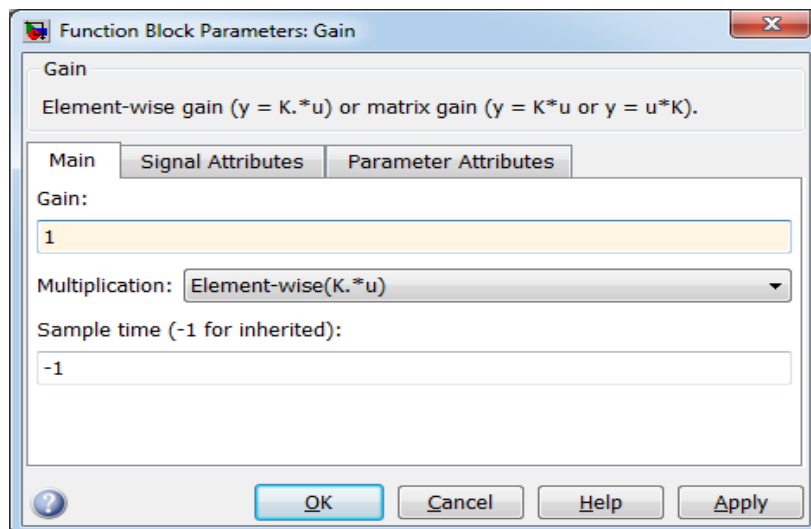 Function Block Parameters: Gain
Gain
Element-wise gain (y = K.*u) or matrix gain (y = K*u or y = u*K).
Main Signal Attributes Parameter Attributes
Gain:
1
Multiplication: Element-wise(K.*u)
Sample time (-1 for inherited):
-1
? OK Cancel Help Apply